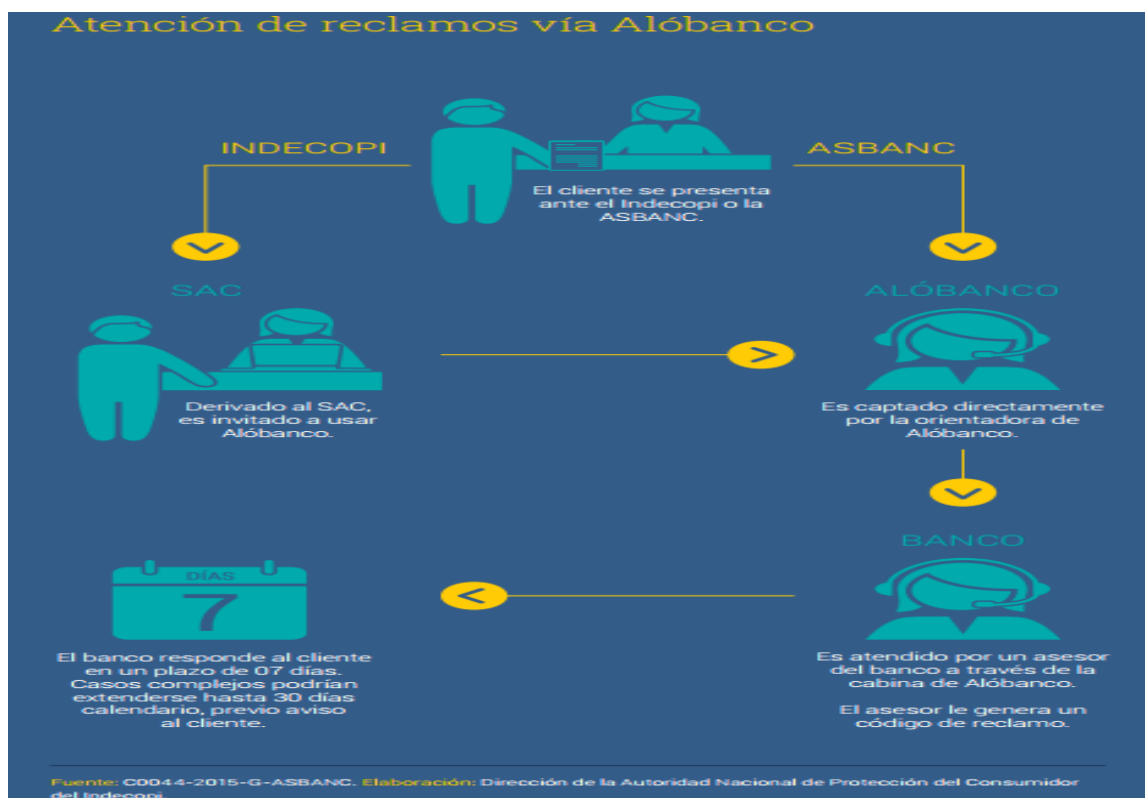 Atención de reclamos vía Alóbanco
INDECOPI
ASBANC
El cliente se presenta
ante el Indecopi o la
ASBANC.
SAC
Derivado al SAC,
es invitado a usar
Alóbanco.
ALÓBANCO
Es captado directamente
por la orientadora de
Alóbanco.
BANCO
Es atendido por un asesor
del banco a través de la
cabina de Alóbanco.
El asesor le genera un
código de reclamo.
DÍAS
7
El banco responde al cliente
en un plazo de 07 días.
Casos complejos podrían
extenderse hasta 30 días
calendario, previo aviso
al cliente.
Fuente: C0044-2015-G-ASBANC. Elaboración: Dirección de la Autoridad Nacional de Protección del Consumidor
del Indecopi